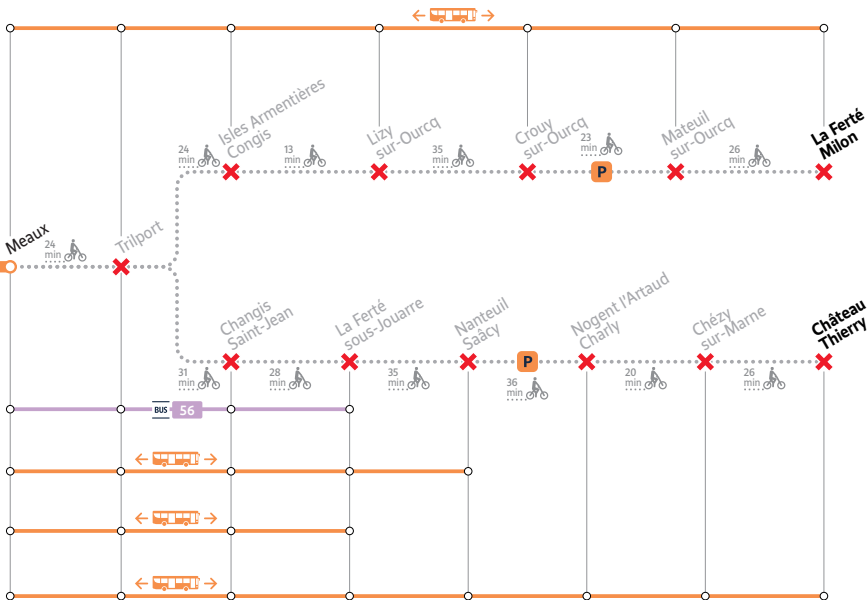 Isles Armentières
Congis
Lizy
sur-Ourcq
Crouy
sur-Ourcq
Mateuil
sur-Ourcq
La Ferté
Milon
24
min
13
min
35
min
23
min
P
26
min
Meaux
24
min
Trilport
Changis
Saint-Jean
La Ferté
sous-Jouarre
Nanteuil
Saâcy
Nogent l'Artaud
Charly
Chézy
sur-Marne
Château
Thierry
31
min
28
min
35
min
P
36
min
20
min
26
min
BUS 56